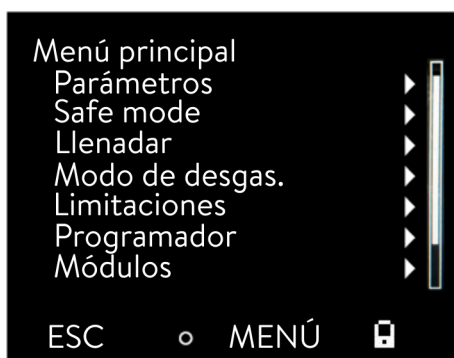 Menú principal
Parámetros
Safe mode
Llenadar
Modo de desgas.
Limitaciones
Programador
Módulos
ESC MENÚ